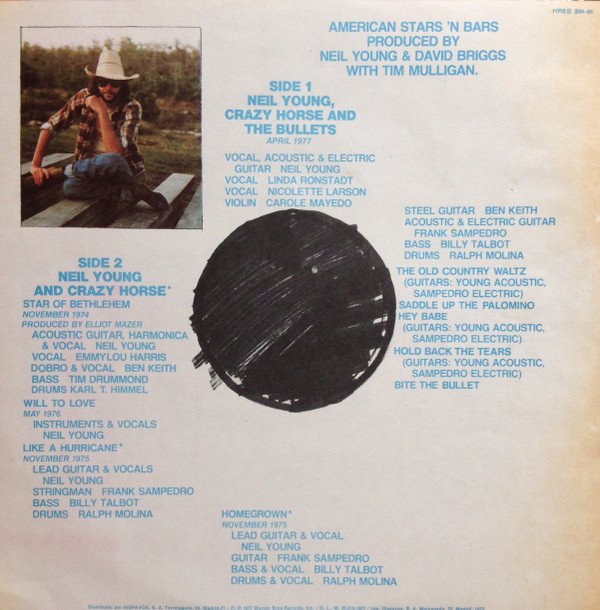 HRES 291-91
AMERICAN STARS 'N BARS
PRODUCED BY
NEIL YOUNG & DAVID BRIGGS
WITH TIM MULLIGAN.
SIDE 1
NEIL YOUNG,
CRAZY HORSE AND
THE BULLETS
APRIL 1977
VOCAL, ACOUSTIC & ELECTRIC
GUITAR NEIL YOUNG
VOCAL LINDA RONSTADT
VOCAL NICOLETTE LARSON
VIOLIN CAROLE MAYEDO
STEEL GUITAR BEN KEITH
ACOUSTIC & ELECTRIC GUITAR
FRANK SAMPEDRO
BASS BILLY TALBOT
DRUMS RALPH MOLINA
THE OLD COUNTRY WALTZ
(GUITARS: YOUNG ACOUSTIC,
SAMPEDRO ELECTRIC)
SADDLE UP THE PALOMINO
HEY BABE
(GUITARS: YOUNG ACOUSTIC,
SAMPEDRO ELECTRIC)
HOLD BACK THE TEARS
(GUITARS: YOUNG ACOUSTIC,
SAMPEDRO ELECTRIC)
BITE THE BULLET
SIDE 2
NEIL YOUNG
AND CRAZY HORSE*
STAR OF BETHLEHEM
NOVEMBER 1974
PRODUCED BY ELLIOT MAZER
ACOUSTIC GUITAR, HARMONICA
& VOCAL NEIL YOUNG
VOCAL EMMYLOU HARRIS
DOBRO & VOCAL BEN KEITH
BASS TIM DRUMMOND
DRUMS KARL T. HIMMEL
WILL TO LOVE
MAY 1976
INSTRUMENTS & VOCALS
NEIL YOUNG
LIKE A HURRICANE*
NOVEMBER 1975
LEAD GUITAR & VOCALS
NEIL YOUNG
STRINGMAN FRANK SAMPEDRO
BASS BILLY TALBOT
DRUMS RALPH MOLINA
HOMEGROWN*
NOVEMBER 1975
LEAD GUITAR & VOCAL
NEIL YOUNG
GUITAR FRANK SAMPEDRO
BASS & VOCAL BILLY TALBOT
DRUMS & VOCAL RALPH MOLINA
Distribuido por HISPAVOX, S. A. Torrelaguna, 64. Madrid-27